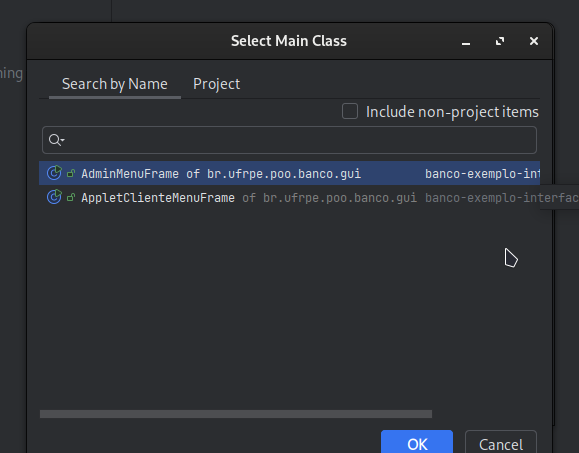 Select Main Class
ning
Search by Name Project
Include non-project items
AdminMenuFrame of br.ufrpe.poo.banco.gui banco-exemplo-int
AppletClienteMenuFrame of br.ufrpe.poo.banco.gui banco-exemplo-interfac
OK Cancel